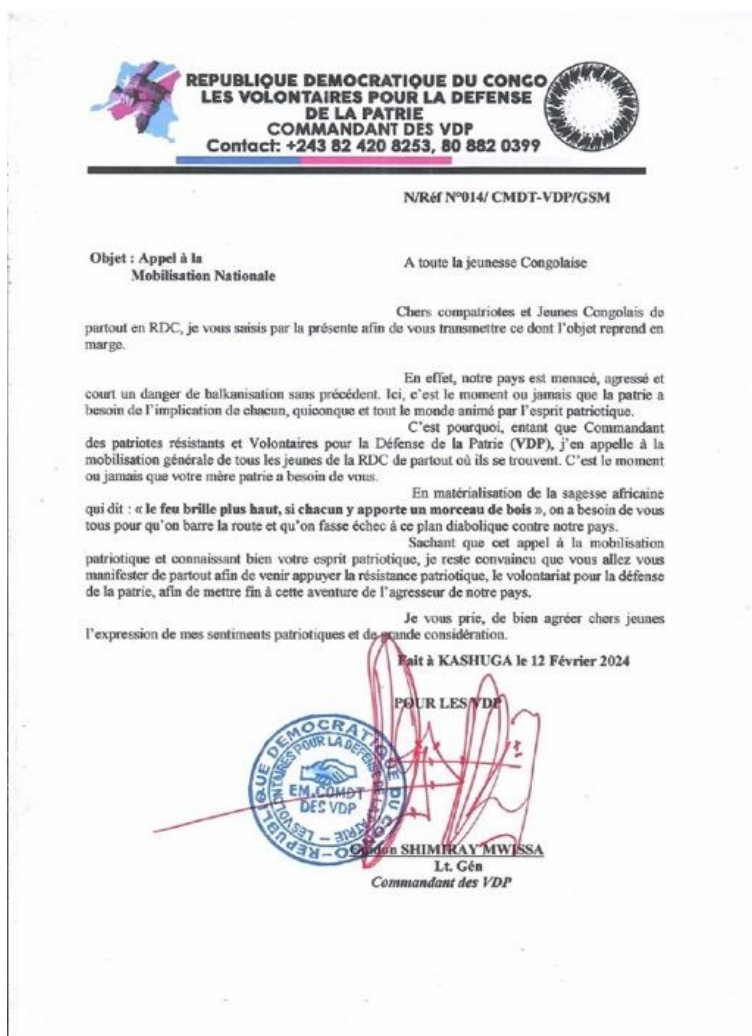 REPUBLIQUE DEMOCRATIQUE DU CONGO
LES VOLONTAIRES POUR LA DEFENSE
DE LA PATRIE
COMMANDANT DES VDP
Contact: +243 82 420 8253, 80 882 0399
N/Réf N°014/ CMDT-VDP/GSM
Objet : Appel à la
Mobilisation Nationale
A toute la jeunesse Congolaise
Chers compatriotes et Jeunes Congolais de
partout en RDC, je vous saisis par la présente afin de vous transmettre ce dont l'objet reprend en
marge.
En effet, notre pays est menacé, agressé et
court un danger de balkanisation sans précédent. Ici, c'est le moment ou jamais que la patrie a
besoin de l'implication de chacun, quiconque et tout le monde animé par l'esprit patriotique.
C'est pourquoi, entant que Commandant
des patriotes résistants et Volontaires pour la Défense de la Patrie (VDP), j'en appelle à la
mobilisation générale de tous les jeunes de la RDC de partout où ils se trouvent. C'est le moment
ou jamais que votre mère patrie a besoin de vous.
En matérialisation de la sagesse africaine
qui dit : « le feu brille plus haut, si chacun y apporte un morceau de bois », on a besoin de vous
tous pour qu'on barre la route et qu'on fasse échec à ce plan diabolique contre notre pays.
Sachant que cet appel à la mobilisation
patriotique et connaissant bien votre esprit patriotique, je reste convaincu que vous allez vous
manifester de partout afin de venir appuyer la résistance patriotique, le volontariat pour la défense
de la patrie, afin de mettre fin à cette aventure de l'agresseur de notre pays.
Je vous prie, de bien agréer chers jeunes
l'expression de mes sentiments patriotiques et de grande considération.
Fait à KASHUGA le 12 Février 2024
POUR LES VDP
REPUBLIQUE DEMOCRATIQUE DU CONGO
LES VOLONTAIRES POUR LA DEFENSE DE LA PATRIE
EM.COMDT
DES VDP
Guidon SHIMIRAY MWISSA
Lt. Gén
Commandant des VDP